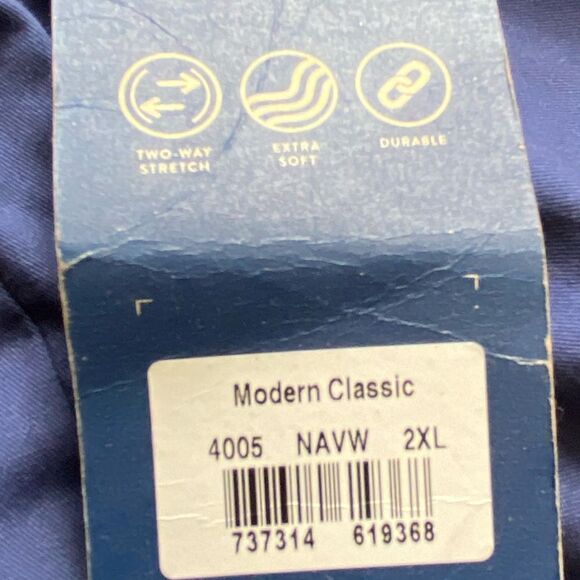 TWO-WAY
STRETCH
EXTRA
SOFT
DURABLE
Modern Classic
4005 NAVW 2XL
737314 619368